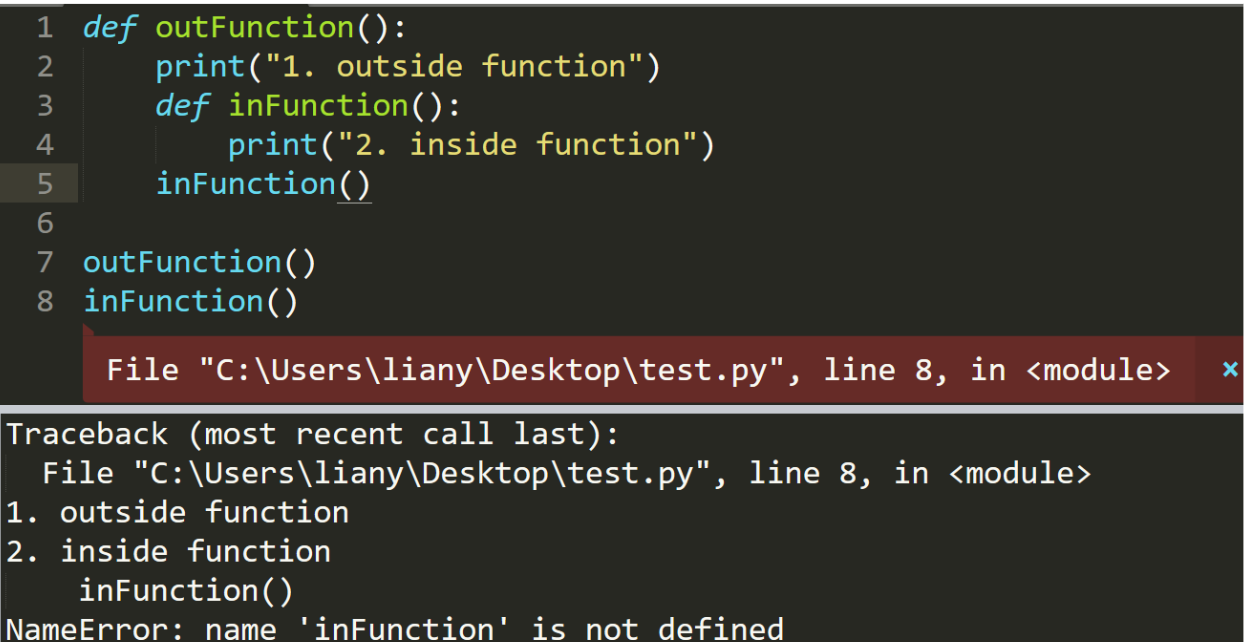 1 def outFunction():
2     print("1. outside function")
3     def inFunction():
4         print("2. inside function")
5     inFunction()
6
7 outFunction()
8 inFunction()
File "C:\Users\liany\Desktop\test.py", line 8, in <module> ×
Traceback (most recent call last):
  File "C:\Users\liany\Desktop\test.py", line 8, in <module>
1. outside function
2. inside function
    inFunction()
NameError: name 'inFunction' is not defined